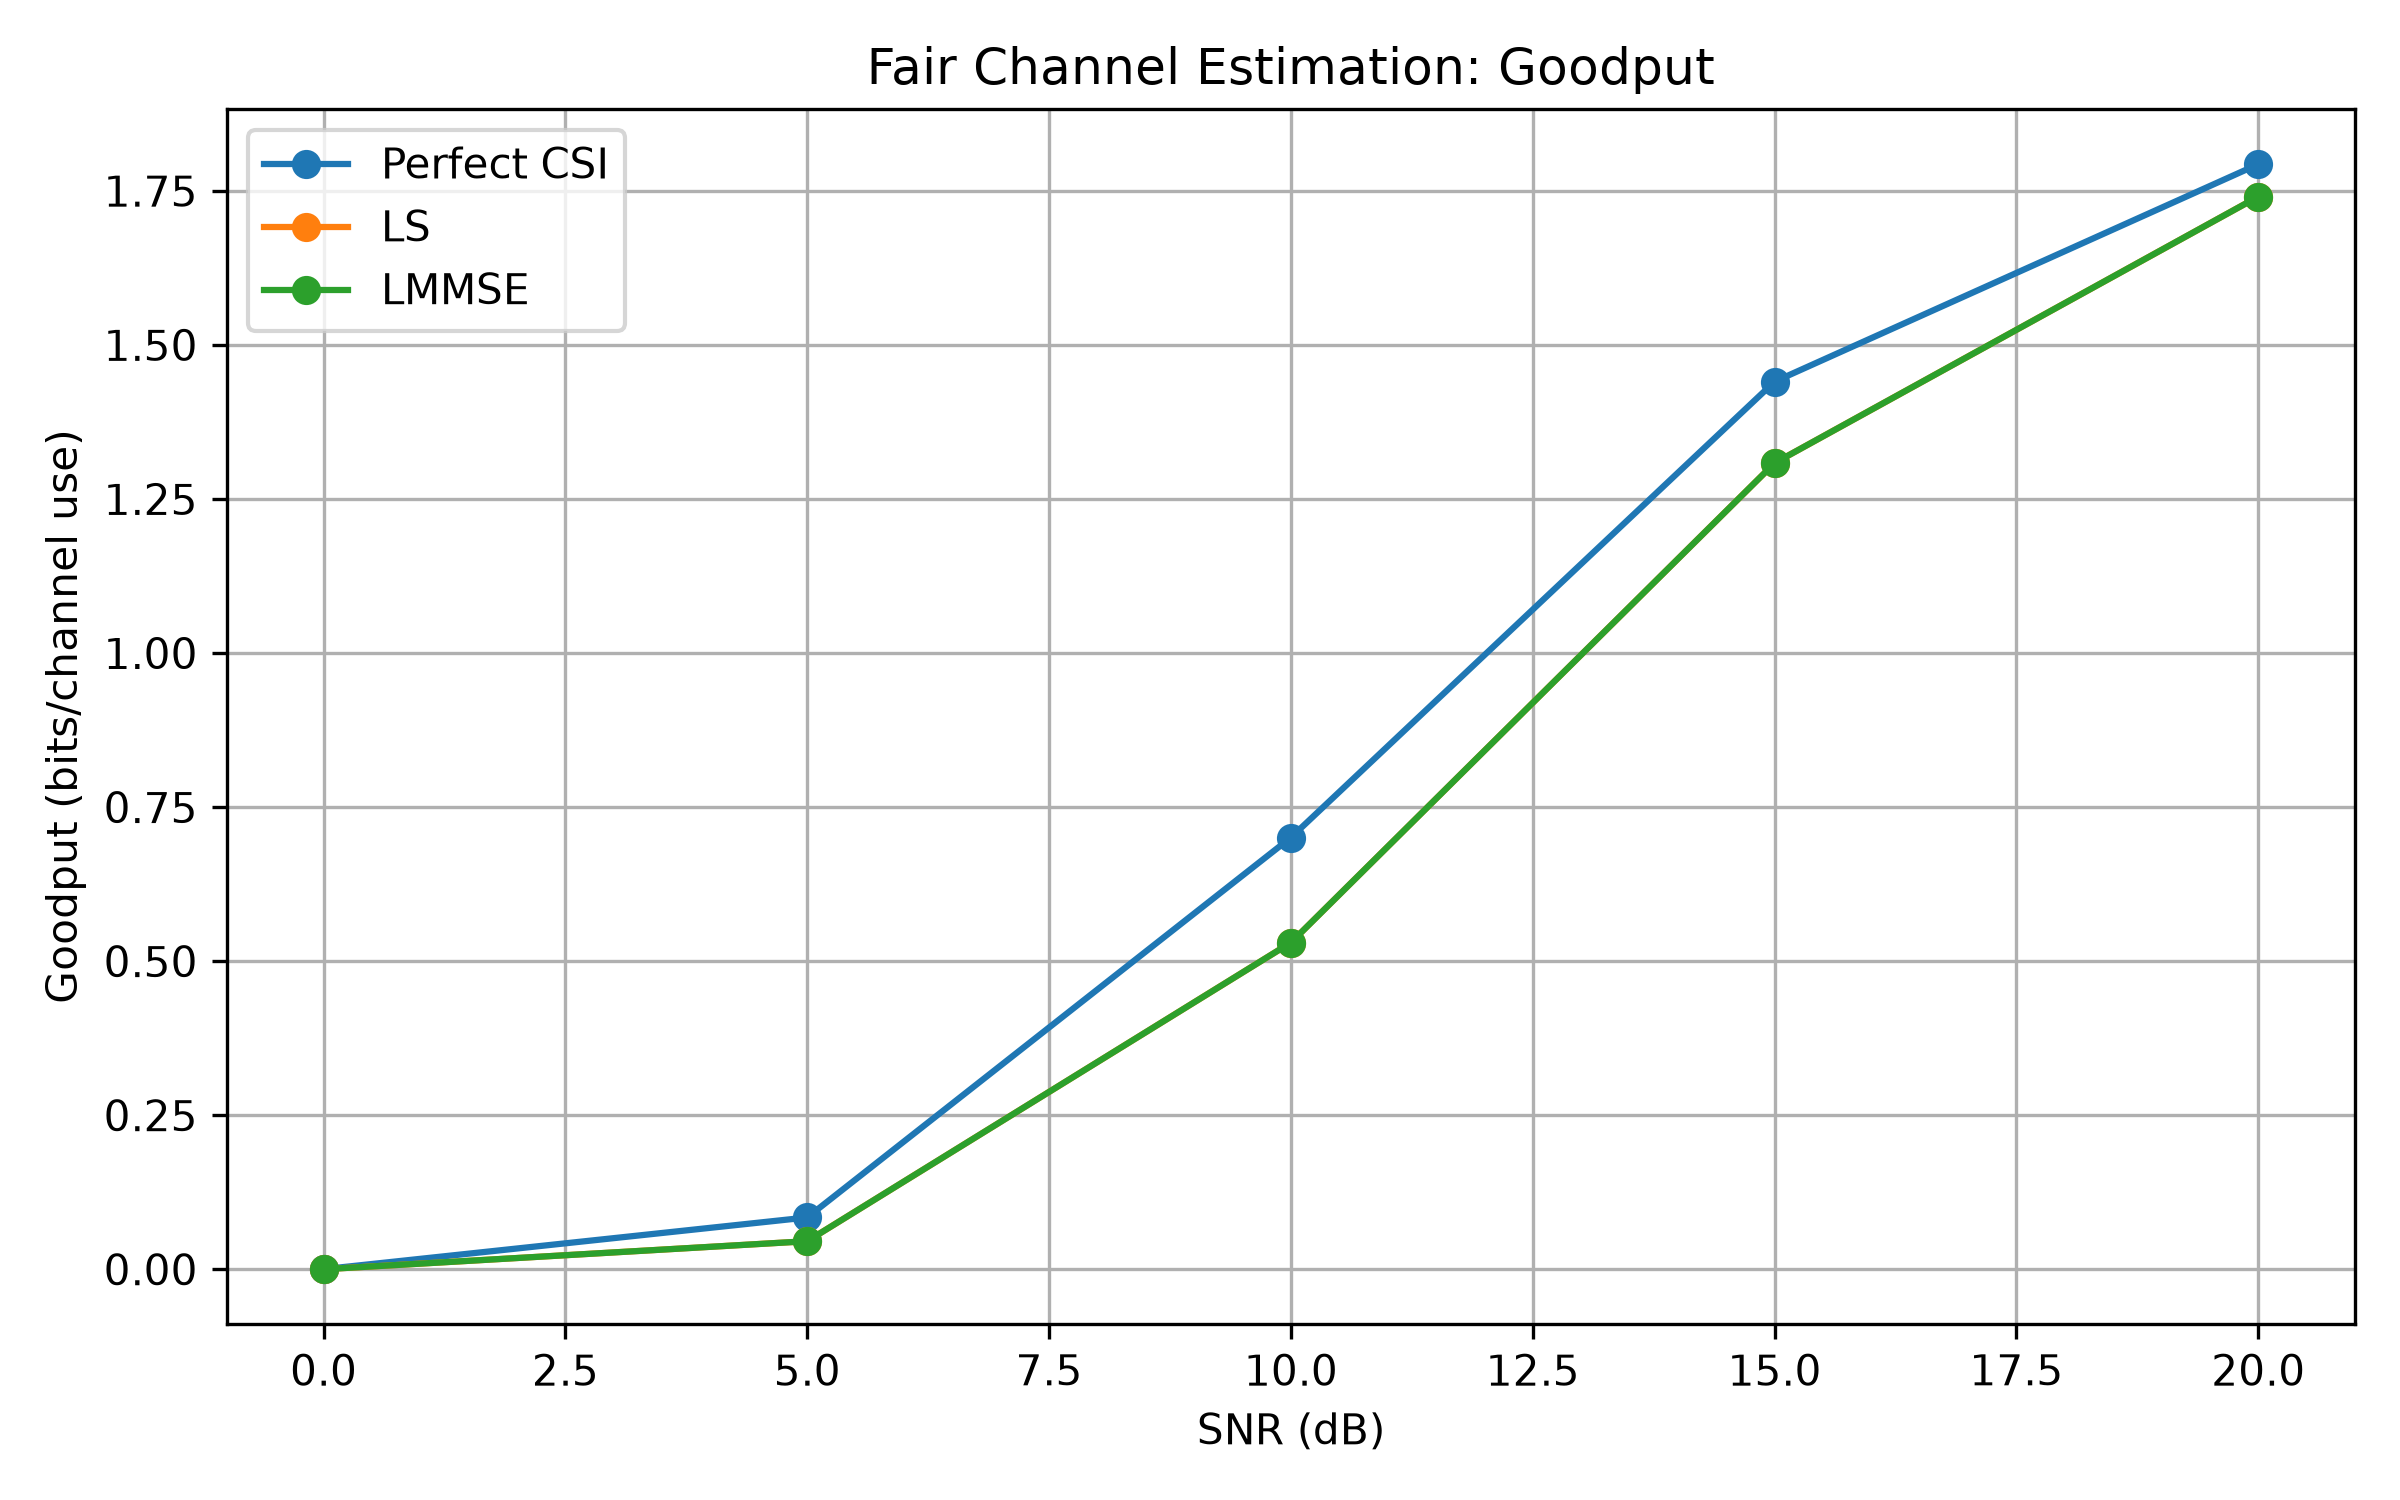 Fair Channel Estimation: Goodput
Perfect CSI
LS
LMMSE
Goodput (bits/channel use)
1.75
1.50
1.25
1.00
0.75
0.50
0.25
0.00
0.0 2.5 5.0 7.5 10.0 12.5 15.0 17.5 20.0
SNR (dB)